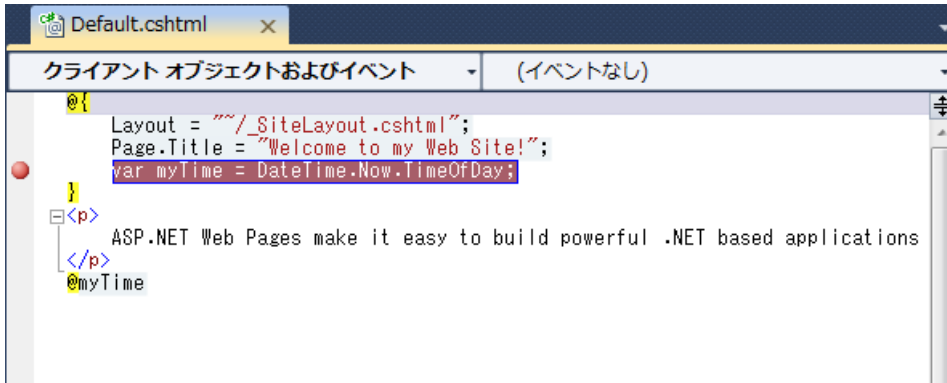 Default.cshtml
クライアント オブジェクトおよびイベント
(イベントなし)
@{
Layout = "~/_SiteLayout.cshtml";
Page.Title = "Welcome to my Web Site!";
var myTime = DateTime.Now.TimeOfDay;
}
<p>
ASP.NET Web Pages make it easy to build powerful .NET based applications
</p>
@myTime